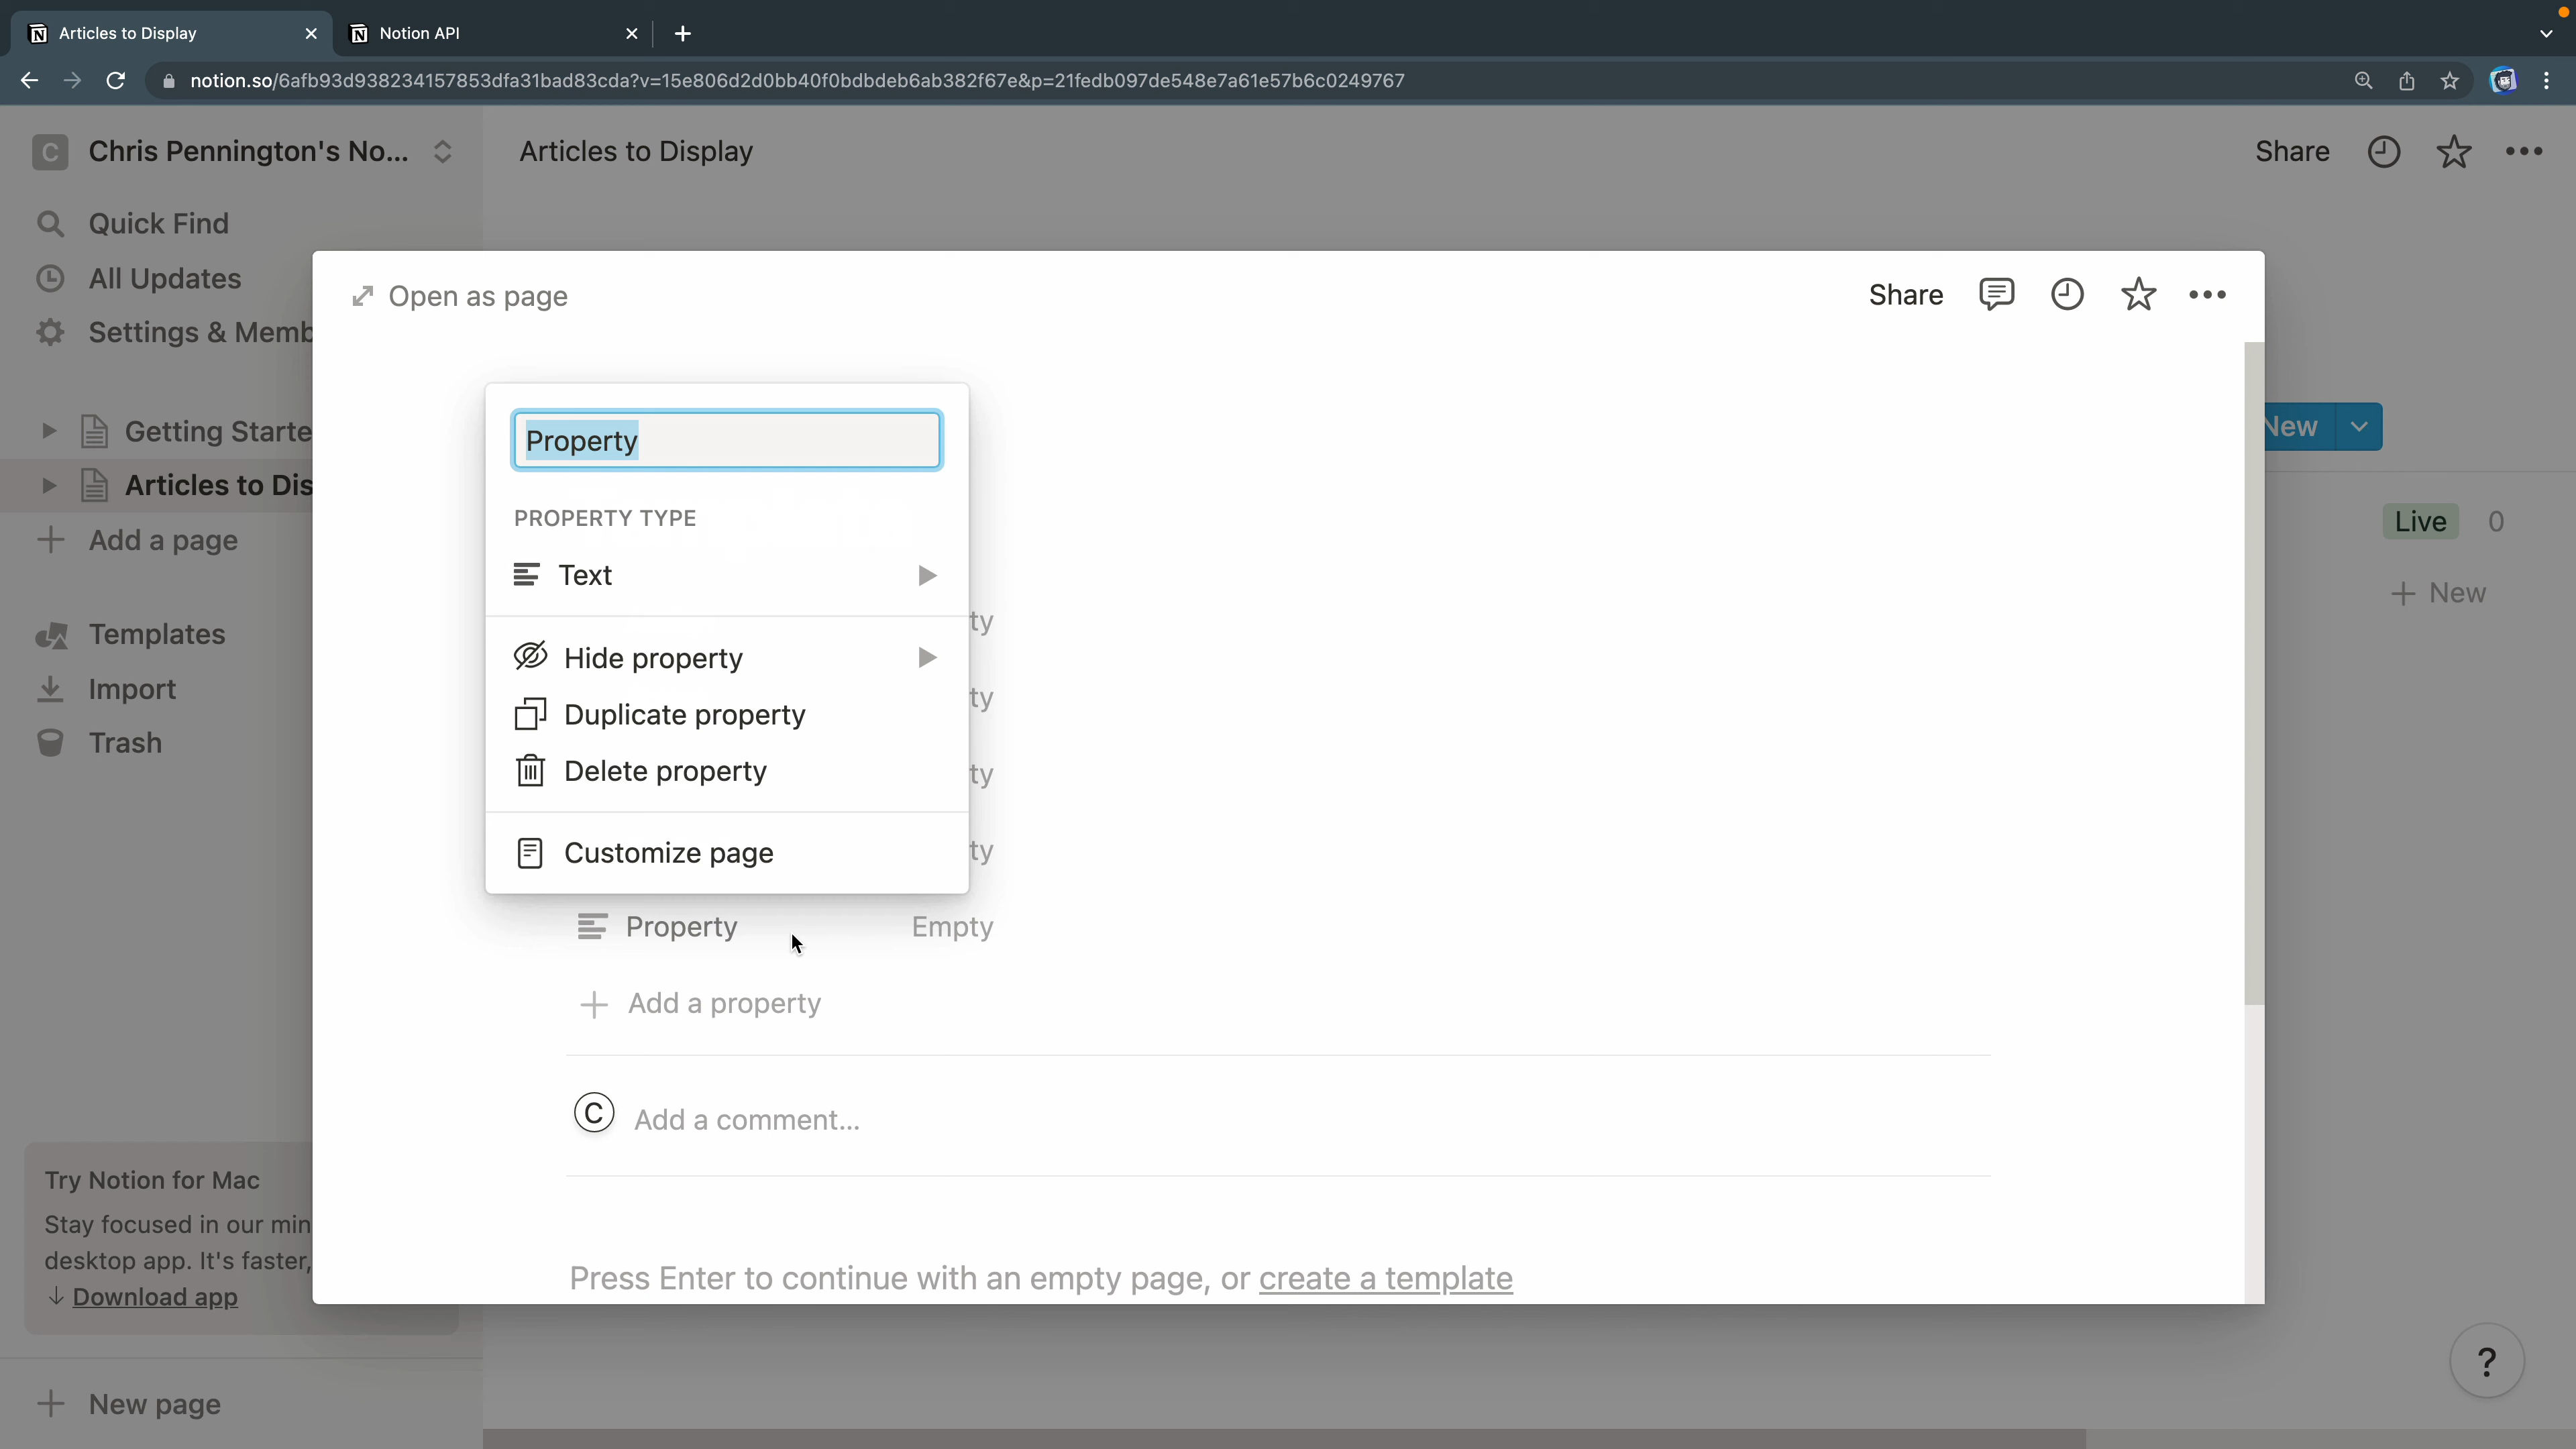 Articles to Display
Notion API
notion.so/6afb93d938234157853dfa31bad83cda?v=15e806d2d0bb40f0bdbdeb6ab382f67e&p=21fedb097de548e7a61e57b6c0249767
C Chris Pennington's No...
Articles to Display
Share
Quick Find
All Updates
Settings & Memb
Open as page
Share
Getting Starte
Articles to Dis
Add a page
Templates
Import
Trash
New
Live 0
New
Property
PROPERTY TYPE
Text
Hide property
Duplicate property
Delete property
Customize page
ty
ty
ty
ty
Property
Empty
Add a property
C Add a comment...
Press Enter to continue with an empty page, or create a template
Try Notion for Mac
Stay focused in our min
desktop app. It's faster,
Download app
New page
?